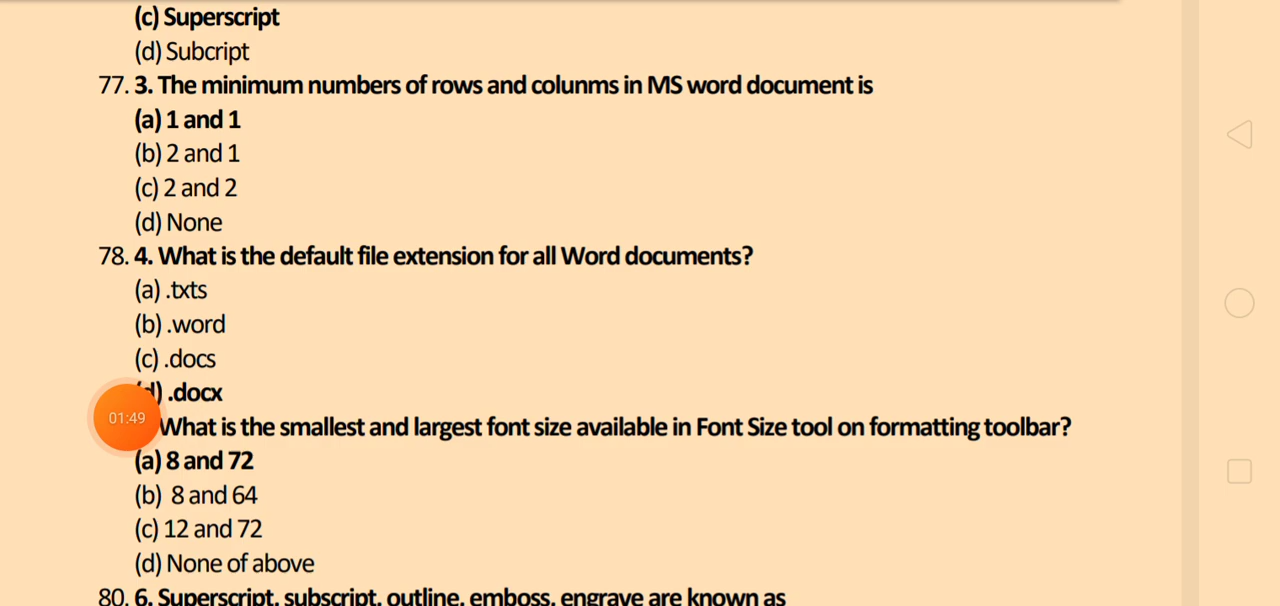 (c) Superscript
(d) Subcript
77. 3. The minimum numbers of rows and colunms in MS word document is
(a) 1 and 1
(b) 2 and 1
(c) 2 and 2
(d) None
78. 4. What is the default file extension for all Word documents?
(a) .txts
(b) .word
(c) .docs
(d) .docx
01:49
What is the smallest and largest font size available in Font Size tool on formatting toolbar?
(a) 8 and 72
(b) 8 and 64
(c) 12 and 72
(d) None of above
80. 6. Superscript, subscript, outline, emboss, engrave are known as